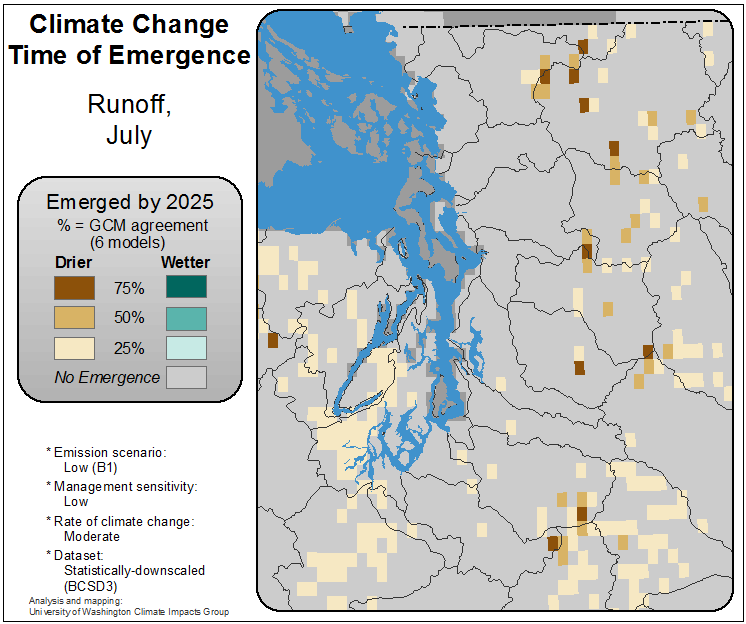 Climate Change
Time of Emergence
Runoff,
July
Emerged by 2025
% = GCM agreement
(6 models)
Drier Wetter
75%
50%
25%
No Emergence
* Emission scenario:
Low (B1)
* Management sensitivity:
Low
* Rate of climate change:
Moderate
* Dataset:
Statistically-downscaled
(BCSD3)
Analysis and mapping:
University of Washington Climate Impacts Group